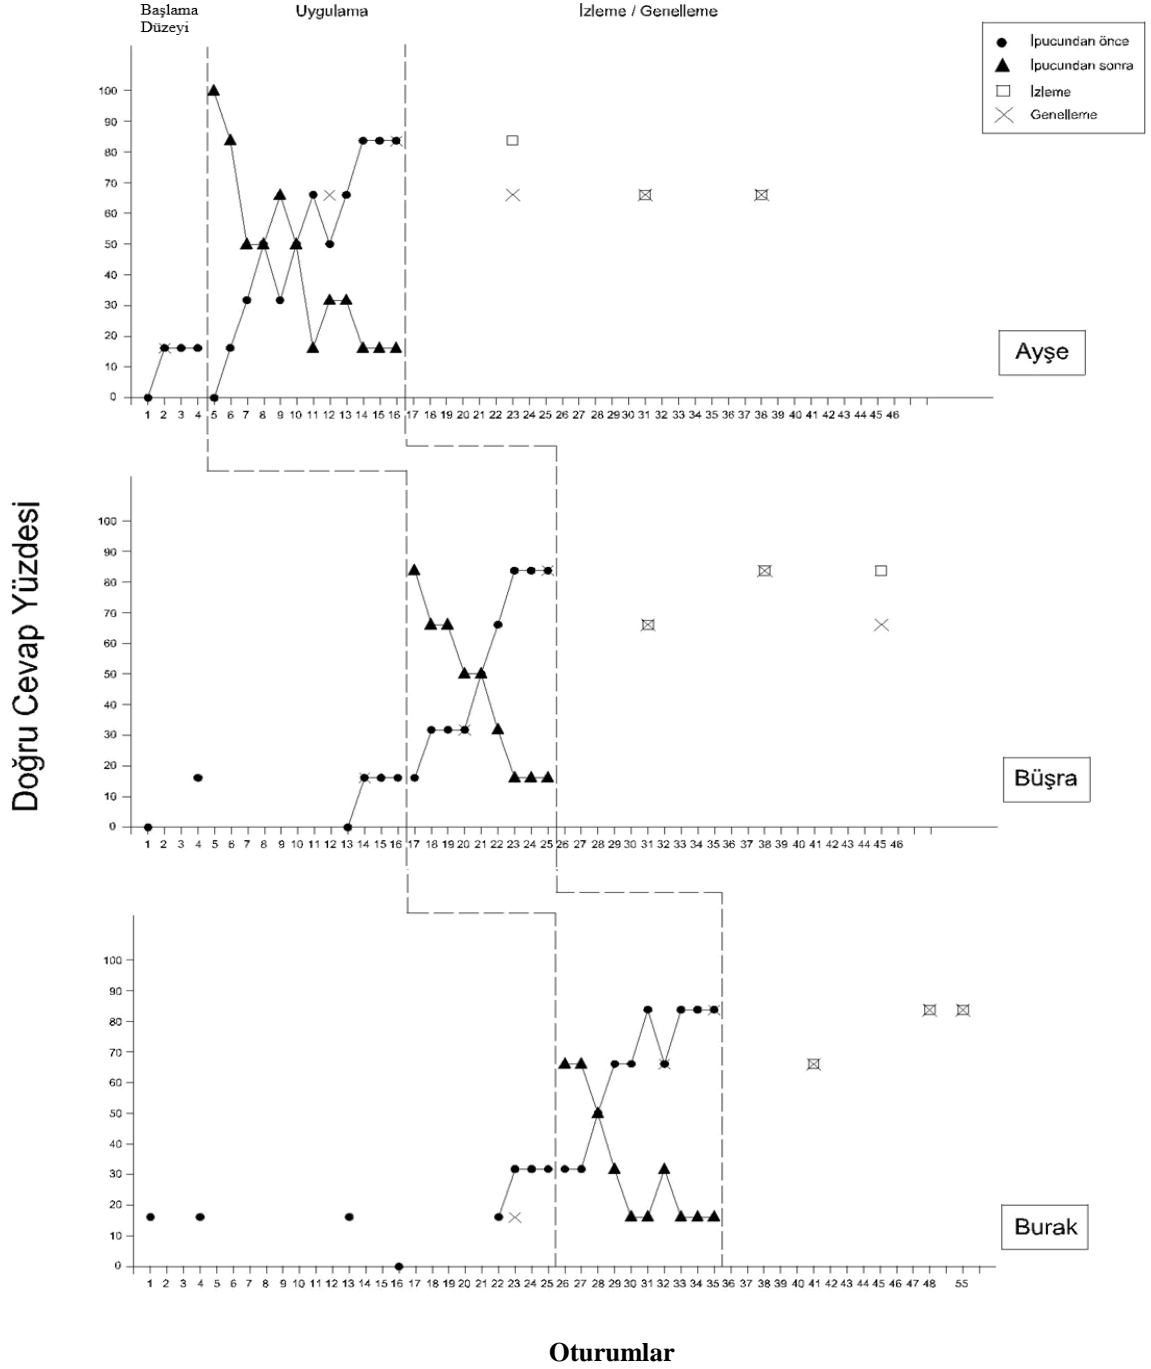 Başlama
Düzeyi
Uygulama
İzleme / Genelleme
İpucundan önce
İpucundan sonra
İzleme
Genelleme
100
90
80
70
60
50
40
30
20
10
0
1 2 3 4 5 6 7 8 9 10 11 12 13 14 15 16 17 18 19 20 21 22 23 24 25 26 27 28 29 30 31 32 33 34 35 36 37 38 39 40 41 42 43 44 45 46
Ayşe
Doğru Cevap Yüzdesi
100
90
80
70
60
50
40
30
20
10
0
1 2 3 4 5 6 7 8 9 10 11 12 13 14 15 16 17 18 19 20 21 22 23 24 25 26 27 28 29 30 31 32 33 34 35 36 37 38 39 40 41 42 43 44 45 46
Büşra
100
90
80
70
60
50
40
30
20
10
0
1 2 3 4 5 6 7 8 9 10 11 12 13 14 15 16 17 18 19 20 21 22 23 24 25 26 27 28 29 30 31 32 33 34 35 36 37 38 39 40 41 42 43 44 45 46 47 48 55
Burak
Oturumlar